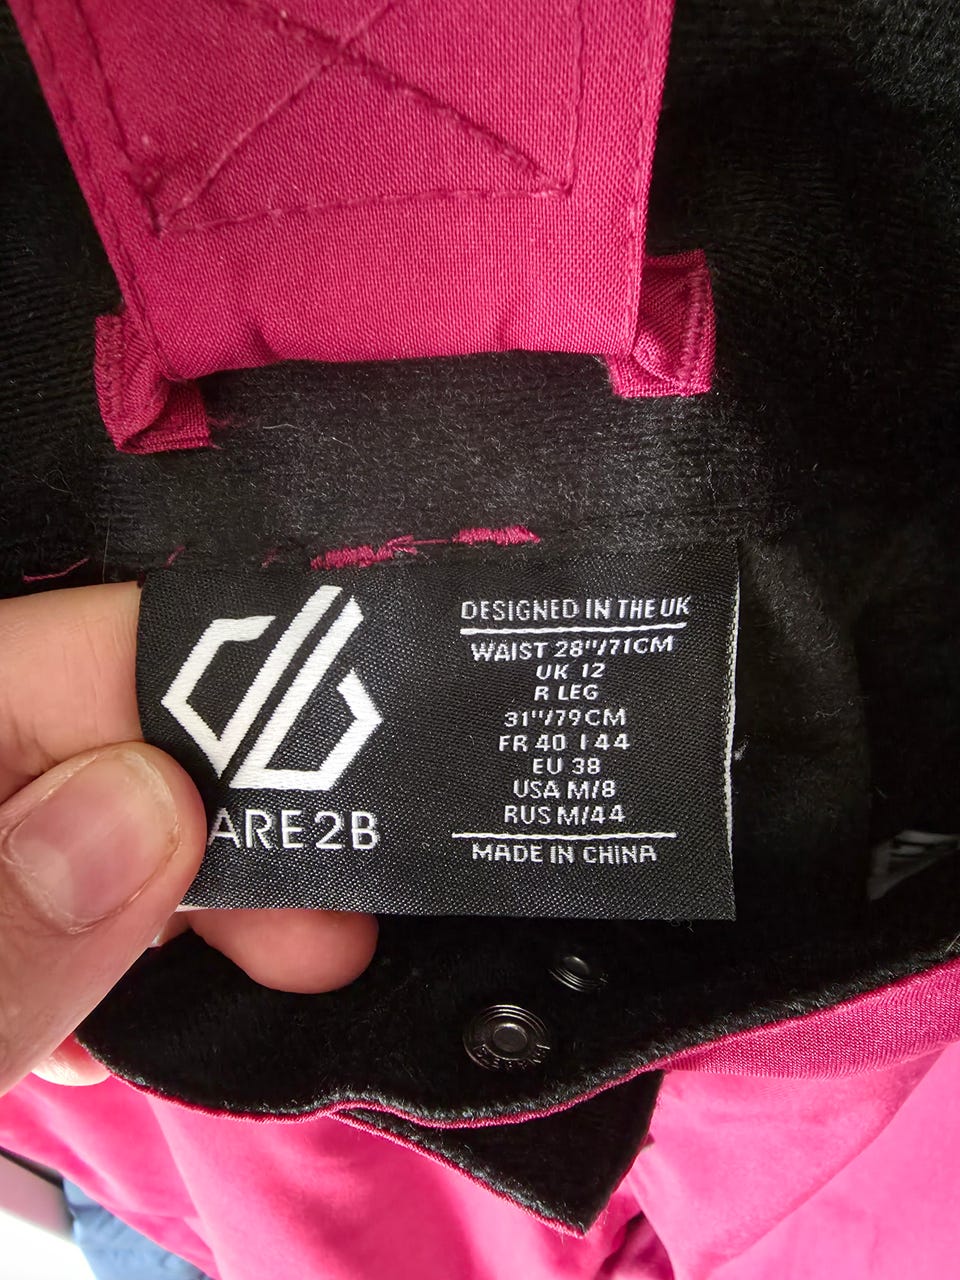 ARE2B
DESIGNED IN THE UK
WAIST 28"/71CM
UK 12
R LEG
31"/79CM
FR 40 I 44
EU 38
USA M/8
RUS M/44
MADE IN CHINA